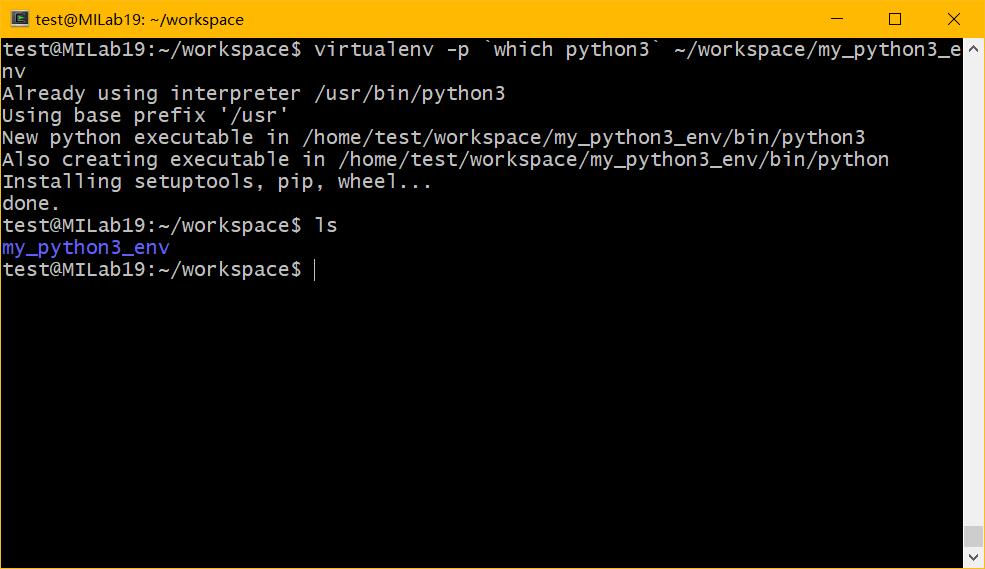 test@MILab19: ~/workspace
test@MILab19:~/workspace$ virtualenv -p `which python3` ~/workspace/my_python3_e
nv
Already using interpreter /usr/bin/python3
Using base prefix '/usr'
New python executable in /home/test/workspace/my_python3_env/bin/python3
Also creating executable in /home/test/workspace/my_python3_env/bin/python
Installing setuptools, pip, wheel...
done.
test@MILab19:~/workspace$ ls
my_python3_env
test@MILab19:~/workspace$